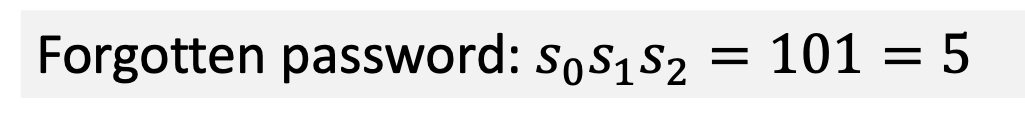 Forgotten password: s₀s₁s₂ = 101 = 5